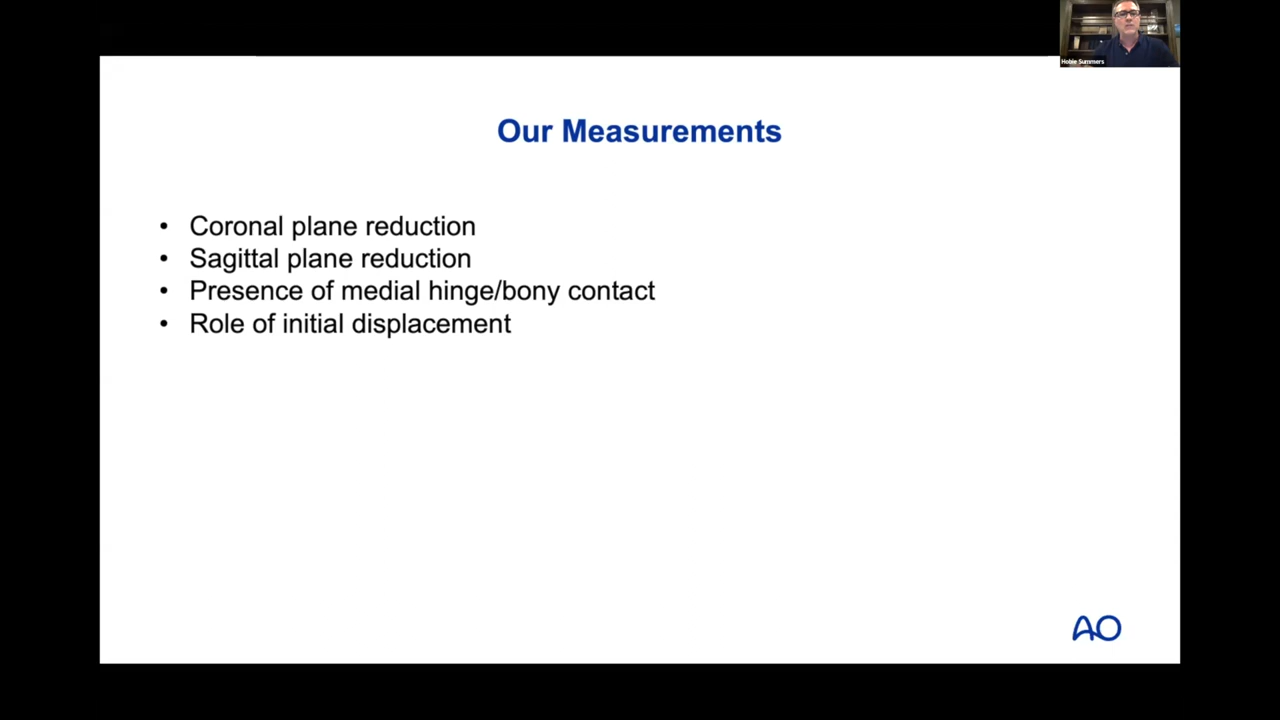 Hobie Summers
Our Measurements
• Coronal plane reduction
• Sagittal plane reduction
• Presence of medial hinge/bony contact
• Role of initial displacement
AO